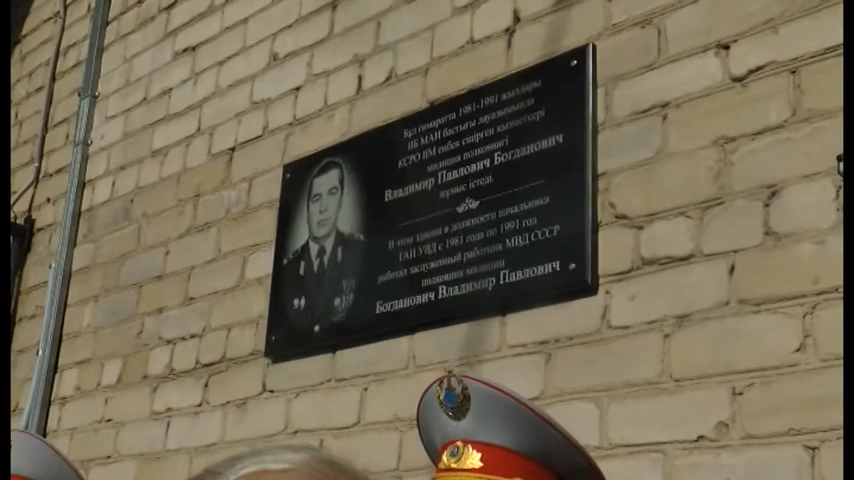 Бұл ғимаратта 1981-1991 жылдары
ІІБ МАИ бастығы лауазымында
КСРО ІІМ еңбек сіңірген қызметкері
милиция полковнигі
Владимир Павлович Богданович
жұмыс істеді.
В этом здании в должности начальника
ГАИ УВД с 1981 года по 1991 год
работал заслуженный работник МВД СССР
полковник милиции
Богданович Владимир Павлович